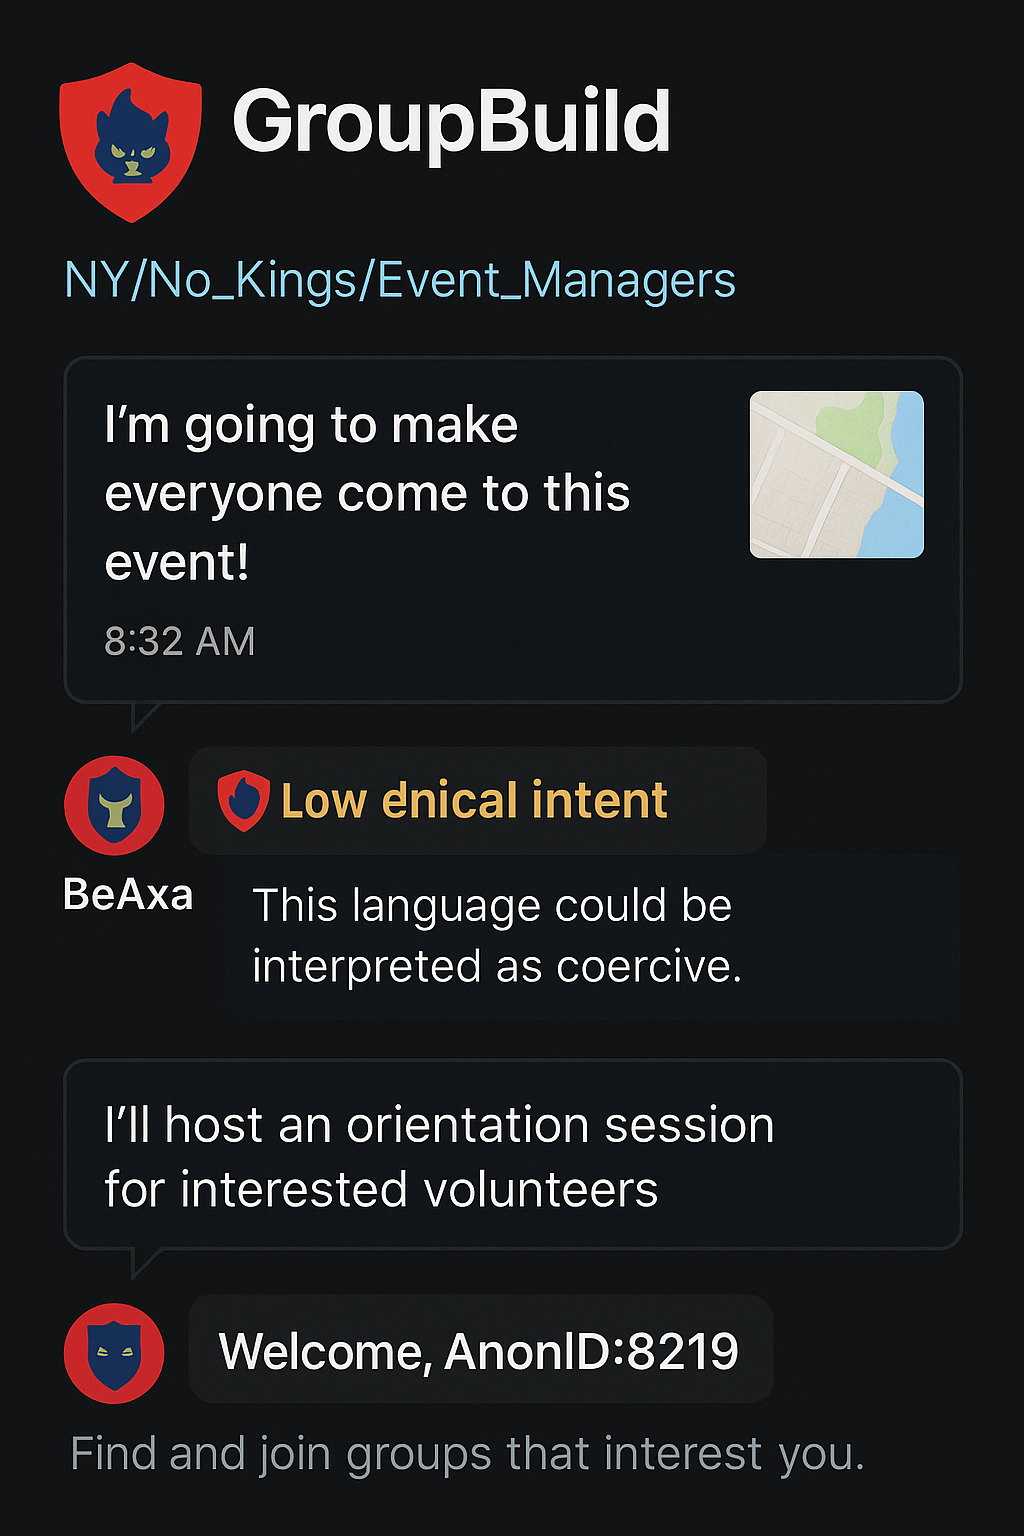 GroupBuild
NY/No_Kings/Event_Managers
I'm going to make
everyone come to this
event!
8:32 AM
Low ėnical intent
BeAxa
This language could be
interpreted as coercive.
I'll host an orientation session
for interested volunteers
Welcome, AnonID:8219
Find and join groups that interest you.